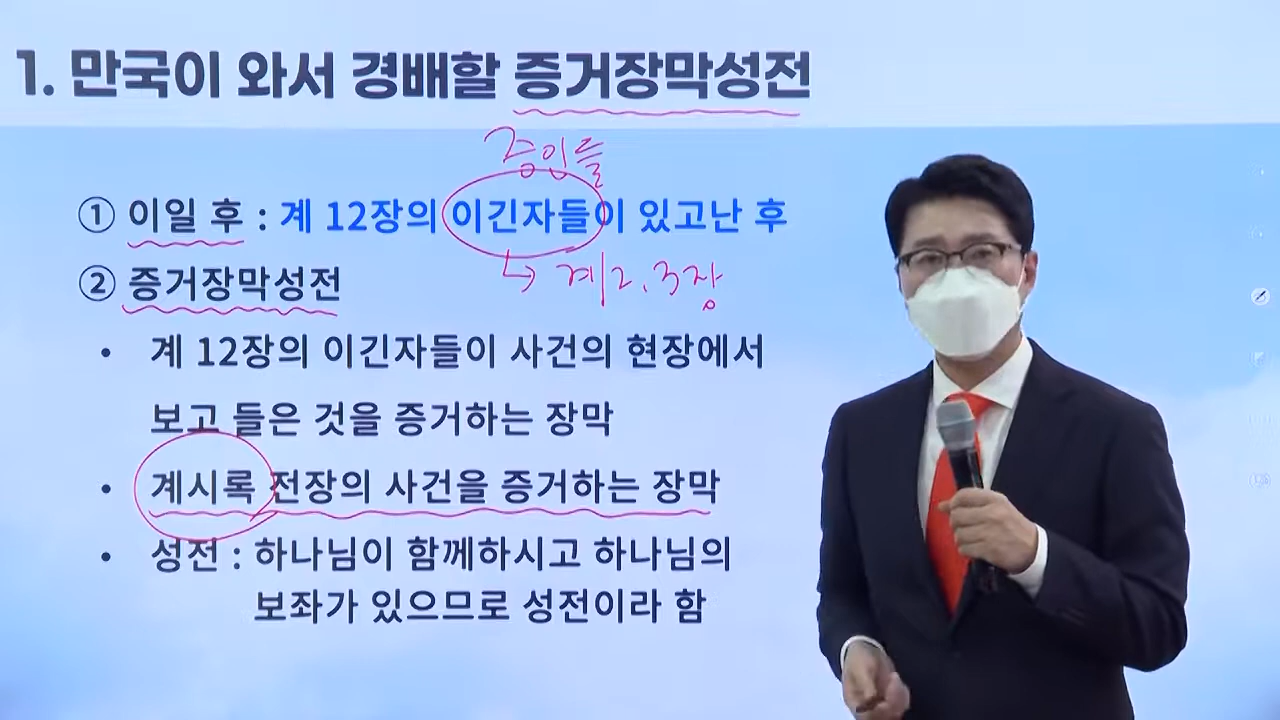 1. 만국이 와서 경배할 증거장막성전
증인들
① 이일 후 : 계 12장의 이긴자들이 있고난 후
↳ 계2.3장
② 증거장막성전
• 계 12장의 이긴자들이 사건의 현장에서
보고 들은 것을 증거하는 장막
• 계시록 전장의 사건을 증거하는 장막
• 성전 : 하나님이 함께하시고 하나님의
보좌가 있으므로 성전이라 함